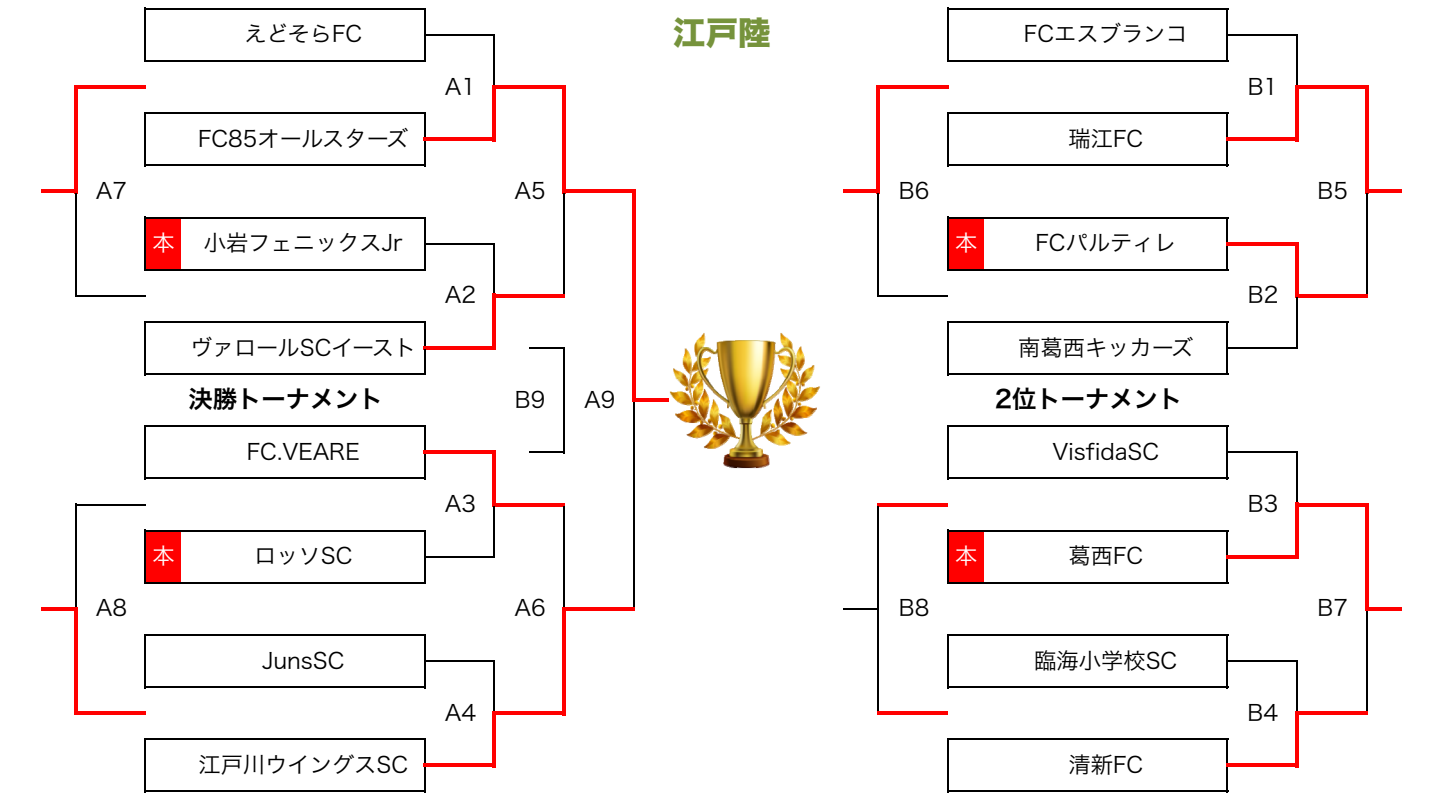 江戸陸
えどそらFC
A1
FC85オールスターズ
A7
A5
本 小岩フェニックスJr
A2
ヴァロールSCイースト
決勝トーナメント
B9
A9
FC.VEARE
A3
本 ロッソSC
A8
A6
JunsSC
A4
江戸川ウイングスSC
FCエスブランコ
B1
瑞江FC
B6
B5
本 FCパルティレ
B2
南葛西キッカーズ
2位トーナメント
VisfidaSC
B3
本 葛西FC
B8
B7
臨海小学校SC
B4
清新FC